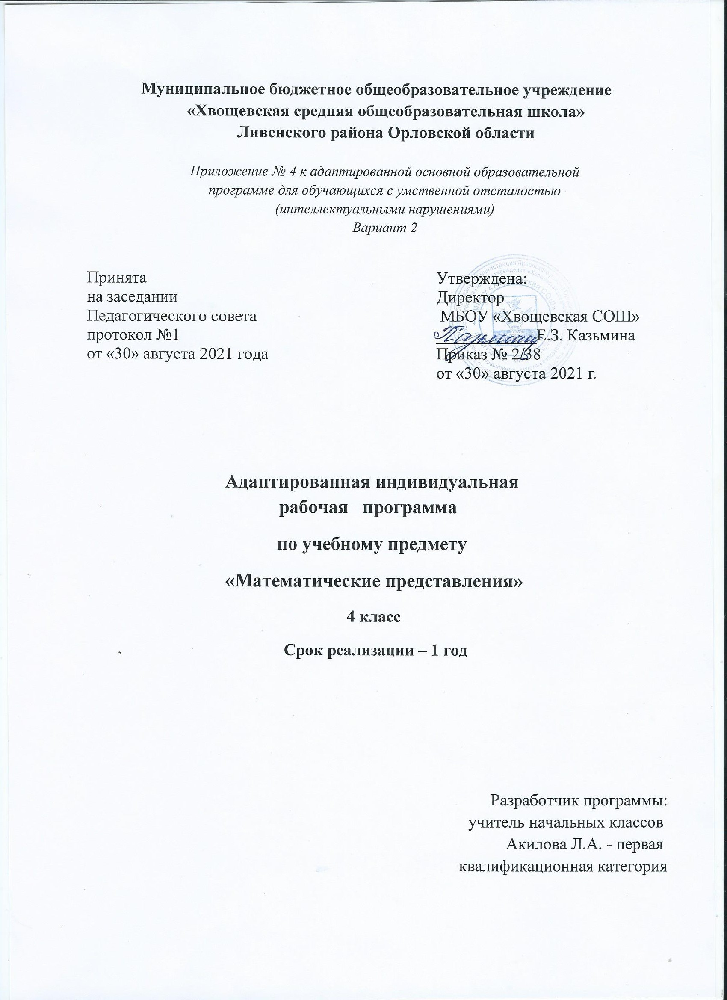 Муниципальное бюджетное общеобразовательное учреждение
«Хвощевская средняя общеобразовательная школа»
Ливенского района Орловской области
Приложение № 4 к адаптированной основной образовательной
программе для обучающихся с умственной отсталостью
(интеллектуальными нарушениями)
Вариант 2
Принята
на заседании
Педагогического совета
протокол №1
от «30» августа 2021 года
Утверждена:
Директор
МБОУ «Хвощевская СОШ»
Е.З. Казьмина
Приказ № 2/38
от «30» августа 2021 г.
Адаптированная индивидуальная
рабочая программа
по учебному предмету
«Математические представления»
4 класс
Срок реализации – 1 год
Разработчик программы:
учитель начальных классов
Акилова Л.А. - первая
квалификационная категория